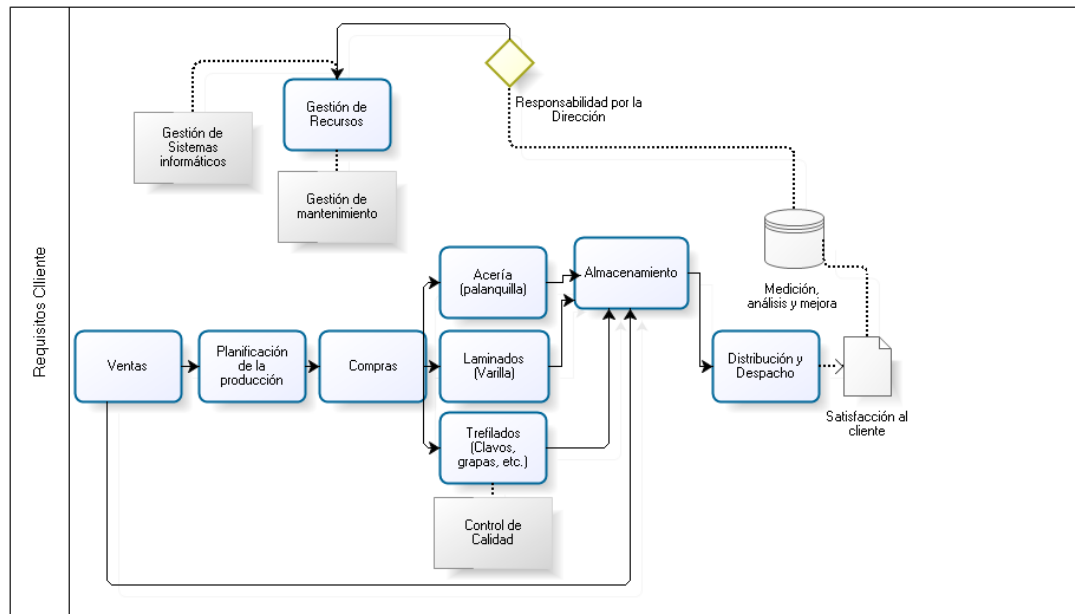 Requisitos Clliente
Gestión de
Sistemas
informáticos
Gestión de
Recursos
Gestión de
mantenimiento
Responsabilidad por la
Dirección
Medición,
análisis y mejora
Ventas
Planificación
de la
producción
Compras
Acería
(palanquilla)
Laminados
(Varilla)
Trefilados
(Clavos,
grapas, etc.)
Control de
Calidad
Almacenamiento
Distribución y
Despacho
Satisfacción al
cliente